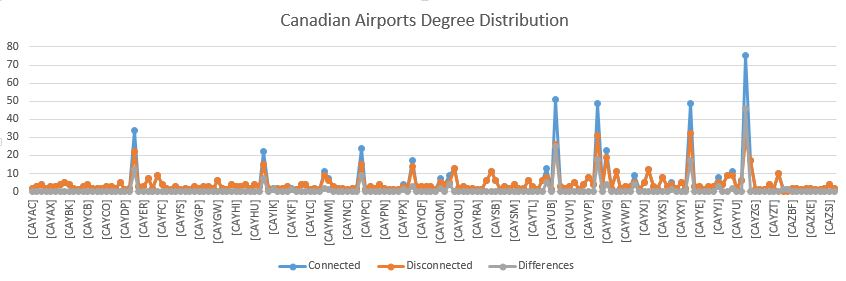 Canadian Airports Degree Distribution
80
70
60
50
40
30
20
10
0
[CAYAC]
[CAYAX]
[CAYBK]
[CAYCB]
[CAYCO]
[CAYDP]
[CAYER]
[CAYFC]
[CAYFS]
[CAYGP]
[CAYGW]
[CAYHI]
[CAYHU]
[CAYIK]
[CAYKF]
[CAYLC]
[CAYMM]
[CAYNC]
[CAYPC]
[CAYPN]
[CAYPX]
[CAYQF]
[CAYQM]
[CAYQU]
[CAYRA]
[CAYSB]
[CAYSM]
[CAYTL]
[CAYUB]
[CAYUY]
[CAYVP]
[CAYWG]
[CAYWP]
[CAYXJ]
[CAYXS]
[CAYXY]
[CAYYE]
[CAYYJ]
[CAYYU]
[CAYZG]
[CAYZT]
[CAZBF]
[CAZKE]
[CAZSJ]
Connected Disconnected Differences